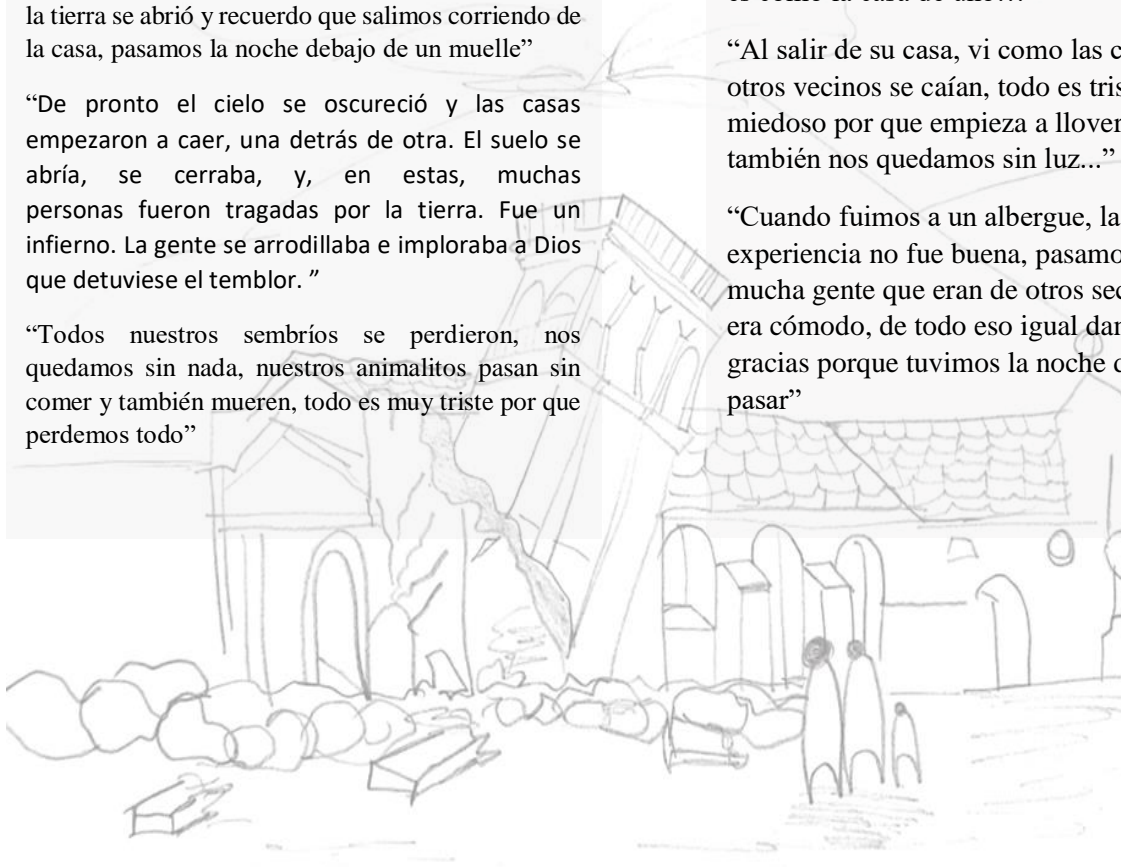 la tierra se abrió y recuerdo que salimos corriendo de
la casa, pasamos la noche debajo de un muelle”
“De pronto el cielo se oscureció y las casas
empezaron a caer, una detrás de otra. El suelo se
abría, se cerraba, y, en estas, muchas
personas fueron tragadas por la tierra. Fue un
infierno. La gente se arrodillaba e imploraba a Dios
que detuviese el temblor. ”
“Todos nuestros sembríos se perdieron, nos
quedamos sin nada, nuestros animalitos pasan sin
comer y también mueren, todo es muy triste por que
perdemos todo”
“Al salir de su casa, vi como las
otros vecinos se caían, todo es
miedoso por que empieza a llover
también nos quedamos sin luz...”
“Cuando fuimos a un albergue, la
experiencia no fue buena,
mucha gente que eran de otros
era cómodo, de todo eso igual
gracias porque tuvimos la noche
pasar”